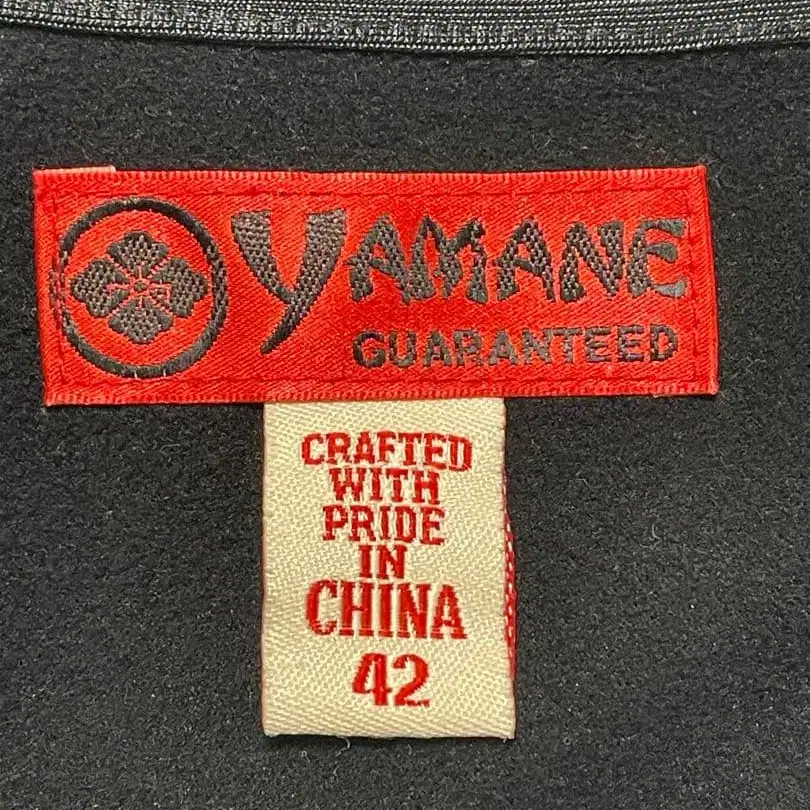 YAMANE
GUARANTEED
CRAFTED
WITH
PRIDE
IN
CHINA
42